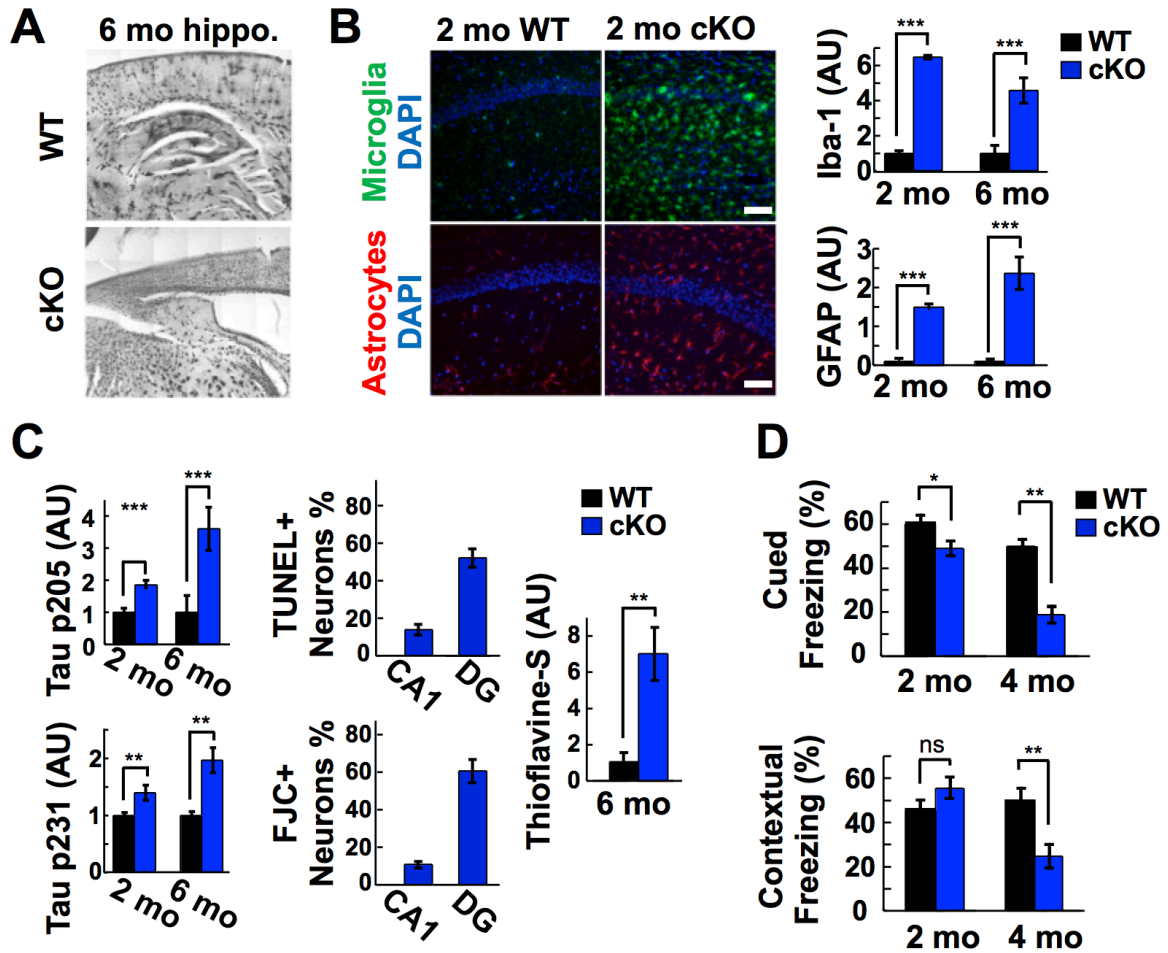 A
6 mo hippo.
WT
cKO
B
2 mo WT
2 mo cKO
Microglia
DAPI
Astrocytes
DAPI
Iba-1 (AU)
6
4
2
0
***
***
2 mo
6 mo
WT
cKO
GFAP (AU)
3
2
1
0
***
***
2 mo
6 mo
C
Tau p205 (AU)
4
3
2
1
0
***
***
2 mo
6 mo
Tau p231 (AU)
2
1
0
**
**
2 mo
6 mo
TUNEL+
Neurons %
80
60
40
20
0
CA1
DG
FJC+
Neurons %
80
60
40
20
0
CA1
DG
WT
cKO
Thioflavine-S (AU)
8
6
4
2
0
**
6 mo
D
Cued
Freezing (%)
60
40
20
0
*
**
2 mo
4 mo
WT
cKO
Contextual
Freezing (%)
60
40
20
0
ns
**
2 mo
4 mo